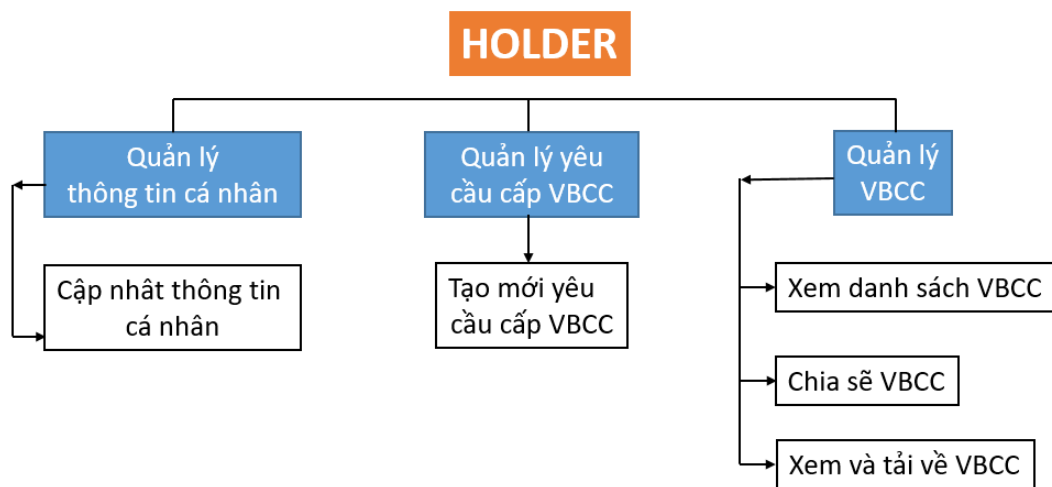 HOLDER
Quản lý
thông tin cá nhân
Quản lý yêu
cầu cấp VBCC
Quản lý
VBCC
Cập nhât thông tin
cá nhân
Tạo mới yêu
cầu cấp VBCC
Xem danh sách VBCC
Chia sẽ VBCC
Xem và tải về VBCC